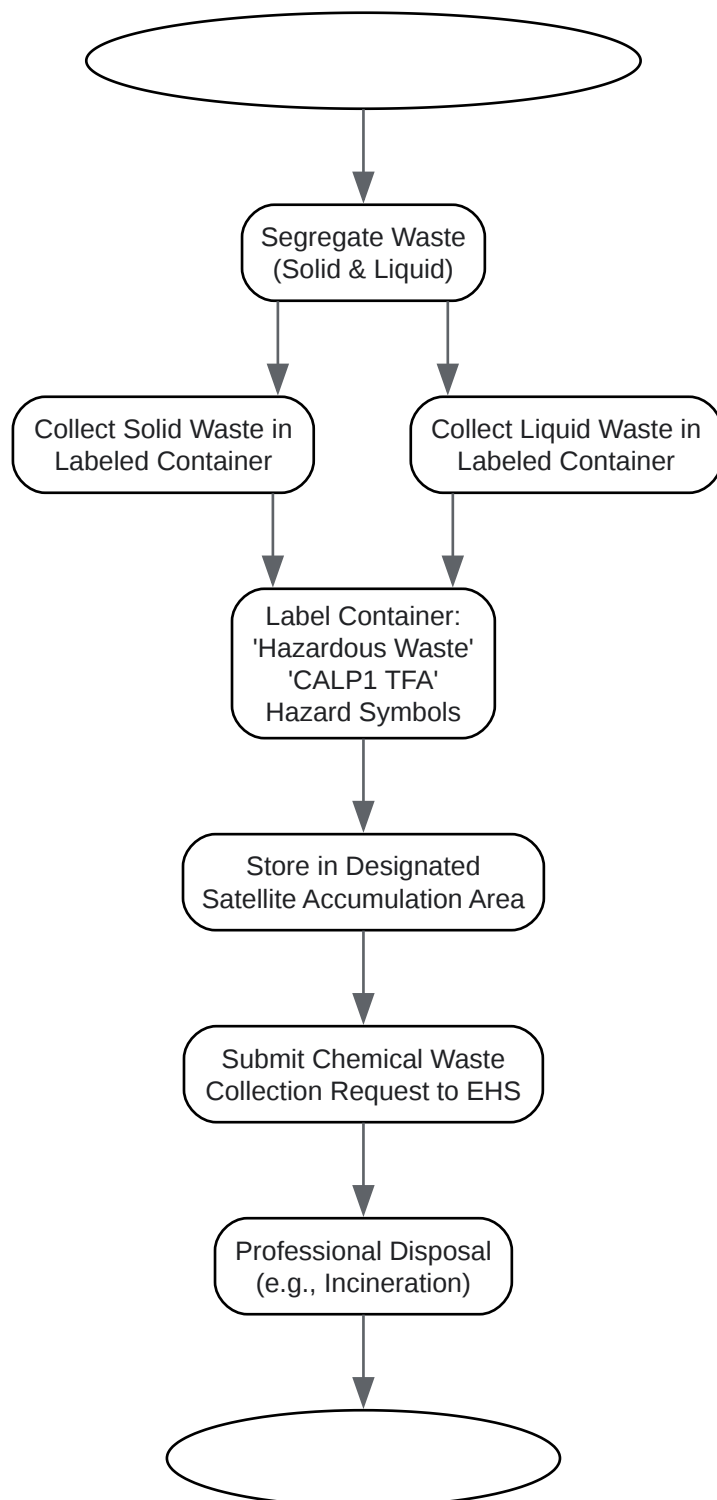 Segregate Waste
(Solid & Liquid)
Collect Solid Waste in
Labeled Container
Collect Liquid Waste in
Labeled Container
Label Container:
'Hazardous Waste'
'CALP1 TFA'
Hazard Symbols
Store in Designated
Satellite Accumulation Area
Submit Chemical Waste
Collection Request to EHS
Professional Disposal
(e.g., Incineration)